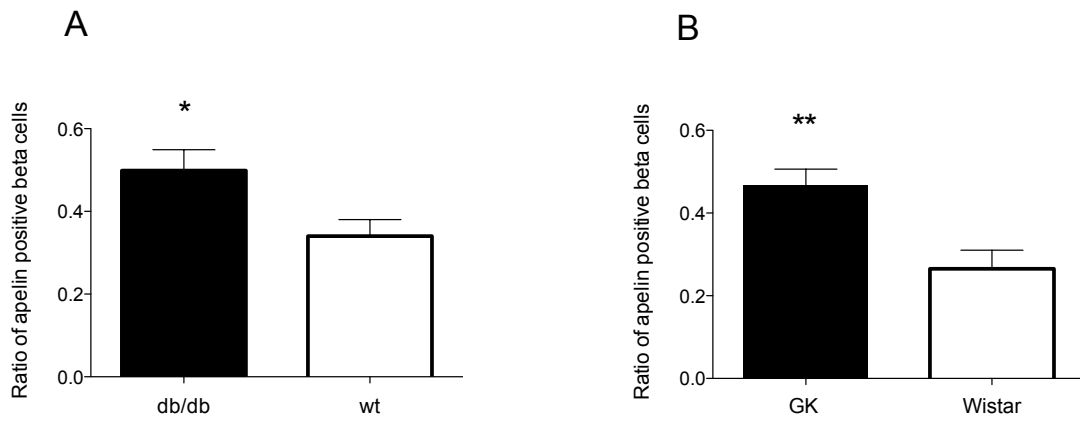 A
Ratio of apelin positive beta cells
*
0.6
0.4
0.2
0.0
db/db wt
B
Ratio of apelin positive beta cells
**
0.6
0.4
0.2
0.0
GK Wistar